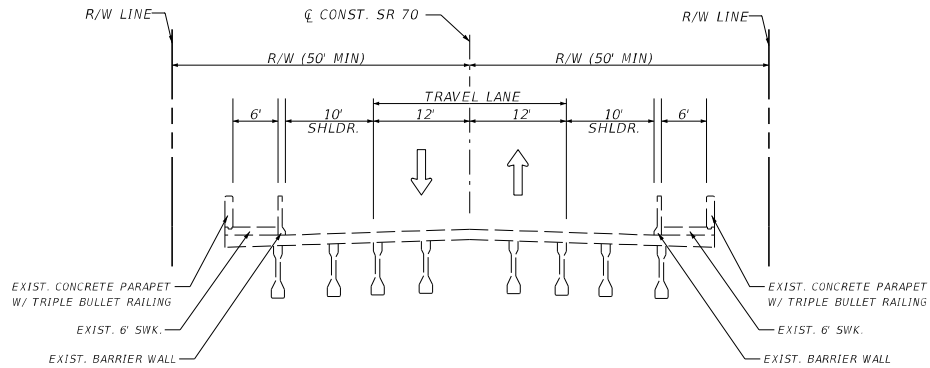 R/W LINE
℄ CONST. SR 70
R/W LINE
R/W (50' MIN)
R/W (50' MIN)
TRAVEL LANE
6'
10'
SHLDR.
12'
12'
10'
SHLDR.
6'
EXIST. CONCRETE PARAPET
W/ TRIPLE BULLET RAILING
EXIST. CONCRETE PARAPET
W/ TRIPLE BULLET RAILING
EXIST. 6' SWK.
EXIST. 6' SWK.
EXIST. BARRIER WALL
EXIST. BARRIER WALL